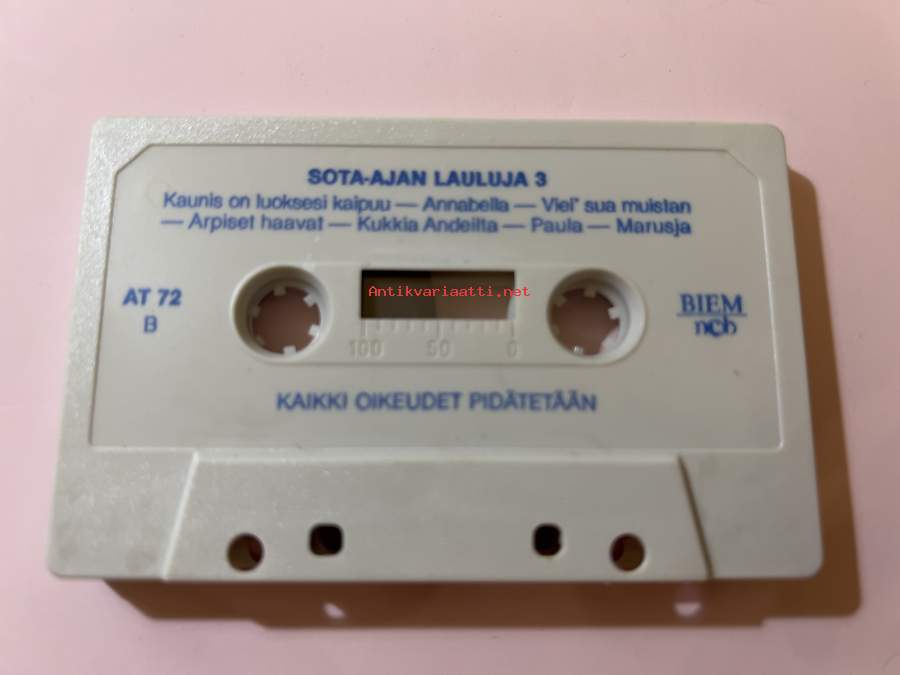 SOTA-AJAN LAULULUJA 3
Kaunis on luoksesi kaipuu — Annabella — Viel' sua muistan
— Arpiset haavat — Kukkia Andeilta — Paula — Marusja
AT 72
B
Antikvariaatti.net
100 50 0
BIEM
ncb
KAIKKI OIKEUDET PIDÄTETÄÄN